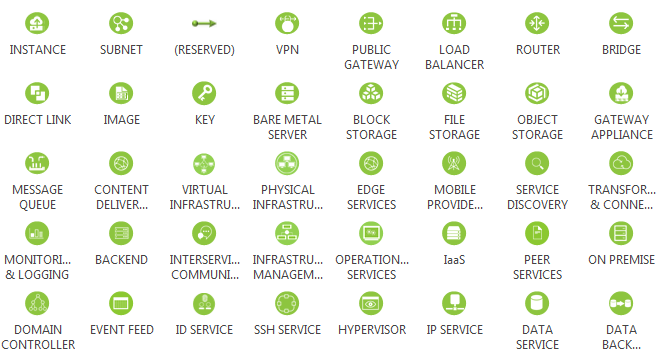 INSTANCE SUBNET (RESERVED) VPN PUBLIC GATEWAY LOAD BALANCER ROUTER BRIDGE
DIRECT LINK IMAGE KEY BARE METAL SERVER BLOCK STORAGE FILE STORAGE OBJECT STORAGE GATEWAY APPLIANCE
MESSAGE QUEUE CONTENT DELIVER... VIRTUAL INFRASTRU... PHYSICAL INFRASTRU... EDGE SERVICES MOBILE PROVIDE... SERVICE DISCOVERY TRANSFOR... & CONNE...
MONITORI... & LOGGING BACKEND INTERSERVI... COMMUNI... INFRASTRU... MANAGEM... OPERATION... SERVICES IaaS PEER SERVICES ON PREMISE
DOMAIN CONTROLLER EVENT FEED ID SERVICE SSH SERVICE HYPERVISOR IP SERVICE DATA SERVICE DATA BACK...